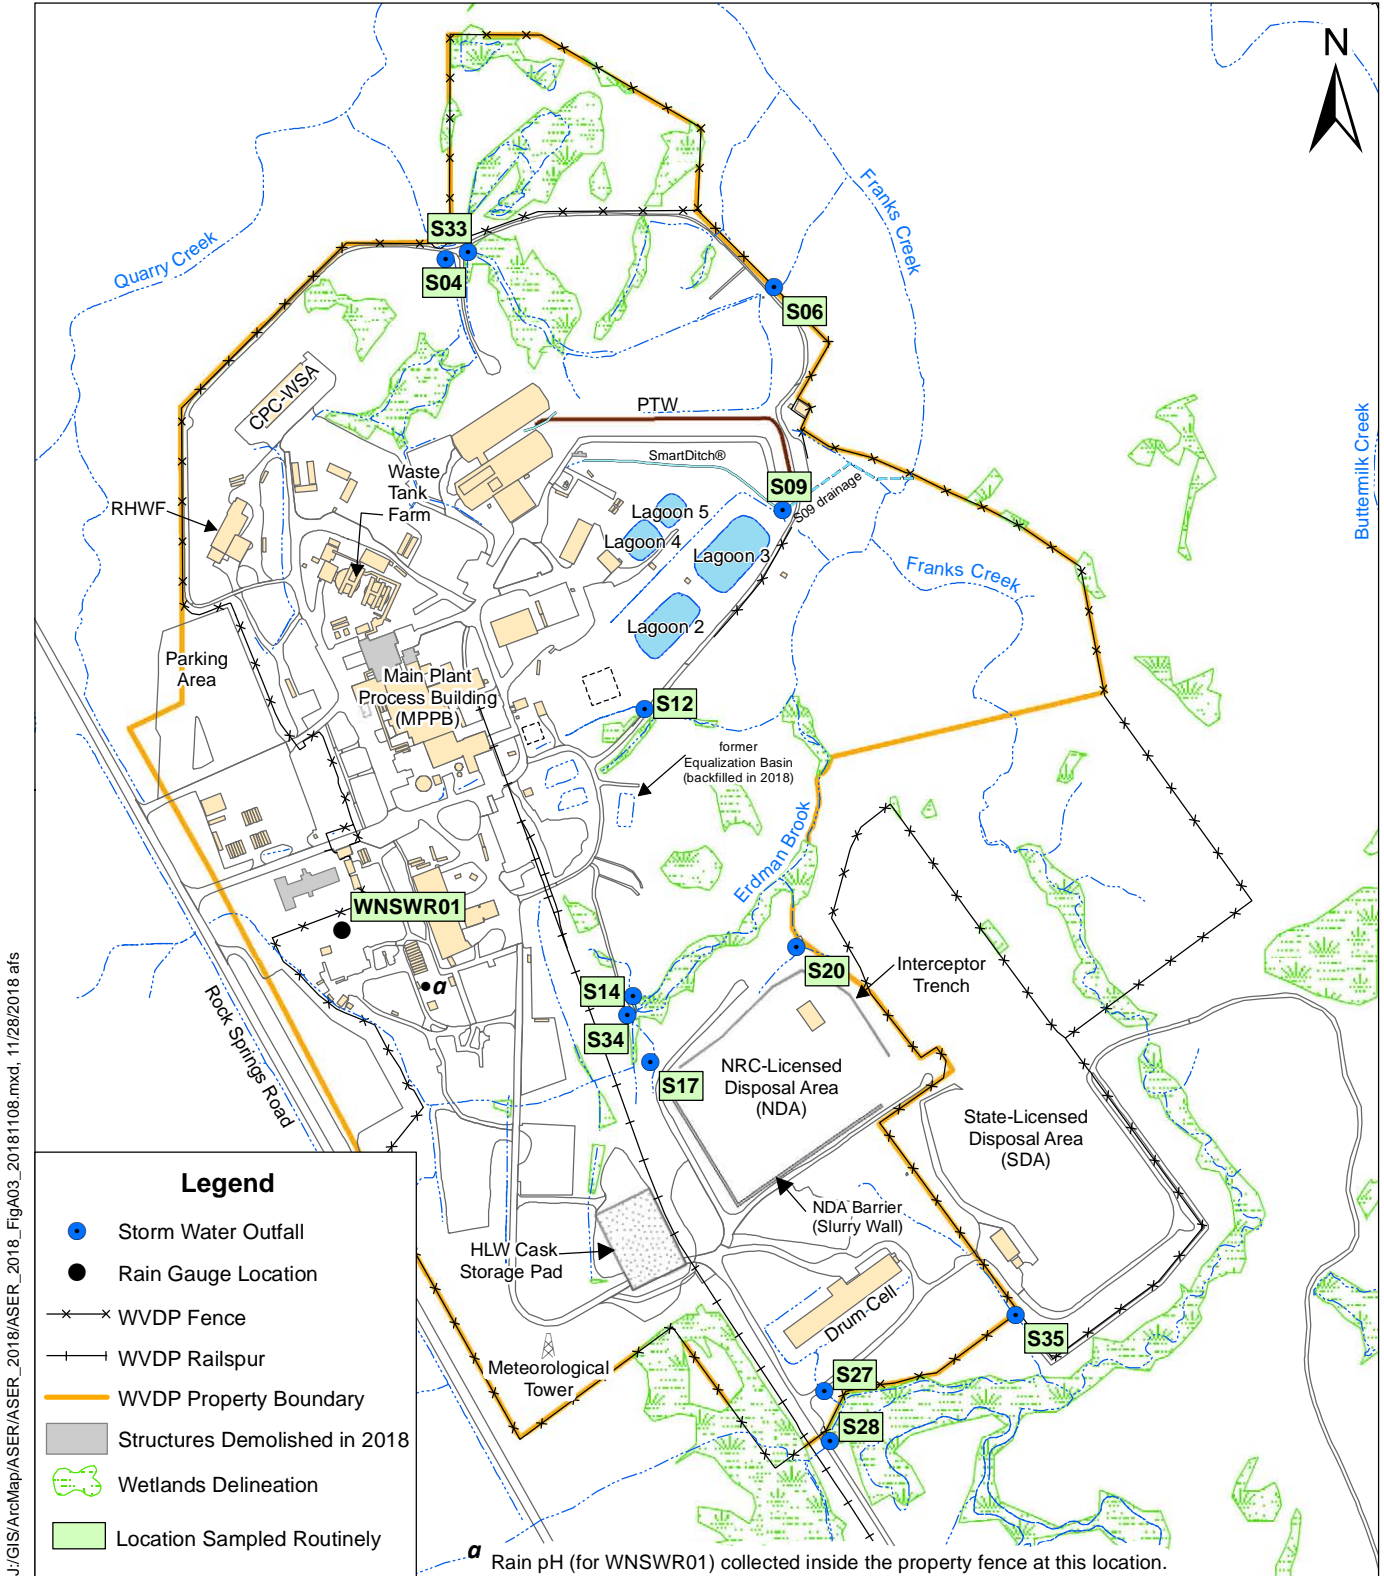 N
S33
Quarry Creek
S04
Franks Creek
S06
CPC-WSA
PTW
Buttermilk Creek
SmartDitch®
Waste
Tank
Farm
S09
S09 drainage
RHWF
Lagoon 5
Lagoon 4
Lagoon 3
Franks Creek
Lagoon 2
Parking
Area
Main Plant
Process Building
(MPPB)
S12
former
Equalization Basin
(backfilled in 2018)
Erdman Brook
WNSWR01
a
S20
Interceptor
Trench
S14
S34
S17
Rock Springs Road
NRC-Licensed
Disposal Area
(NDA)
State-Licensed
Disposal Area
(SDA)
NDA Barrier
(Slurry Wall)
HLW Cask
Storage Pad
Drum Cell
S35
Meteorological
Tower
S27
S28
Legend
Storm Water Outfall
Rain Gauge Location
WVDP Fence
WVDP Railspur
WVDP Property Boundary
Structures Demolished in 2018
Wetlands Delineation
Location Sampled Routinely
a Rain pH (for WNSWR01) collected inside the property fence at this location.
J:/GIS/ArcMap/ASER/ASER_2018/ASER_2018_FigA03_20181108.mxd, 11/28/2018 afs